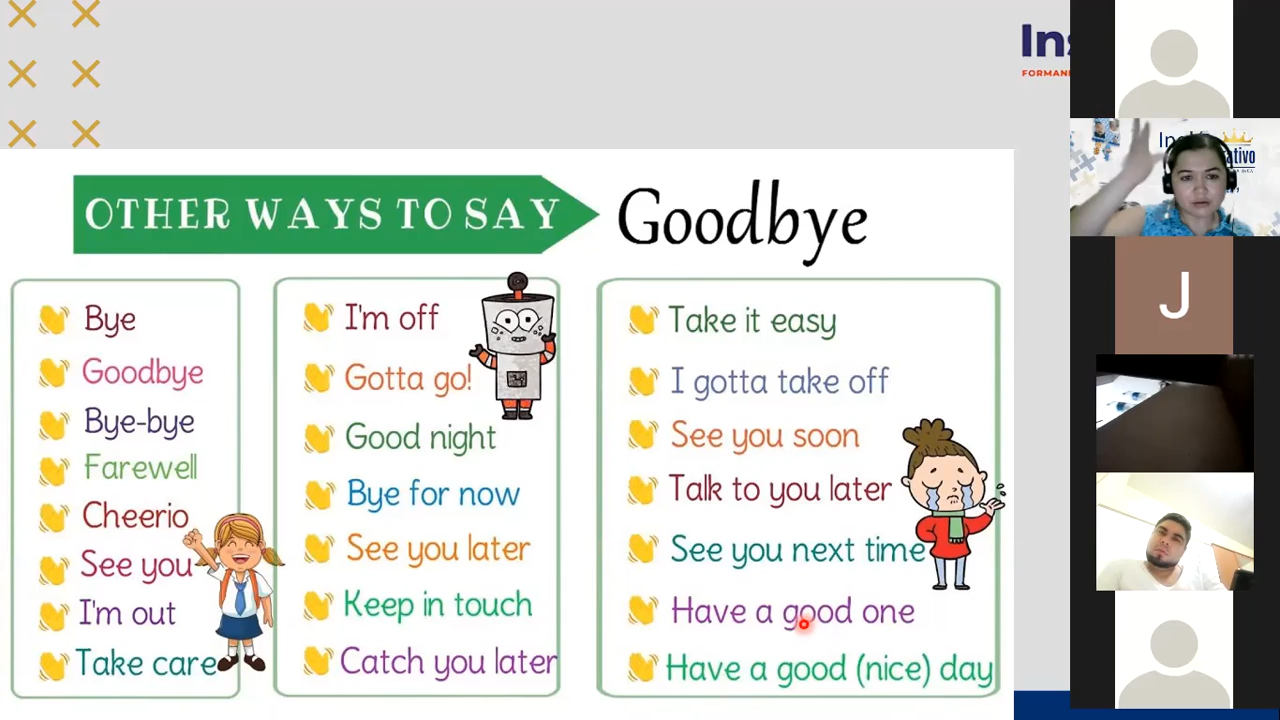 OTHER WAYS TO SAY
Goodbye
Bye
Goodbye
Bye-bye
Farewell
Cheerio
See you
I'm out
Take care
I'm off
Gotta go!
Good night
Bye for now
See you later
Keep in touch
Catch you later
Take it easy
I gotta take off
See you soon
Talk to you later
See you next time
Have a good one
Have a good (nice) day
FORMAN
J